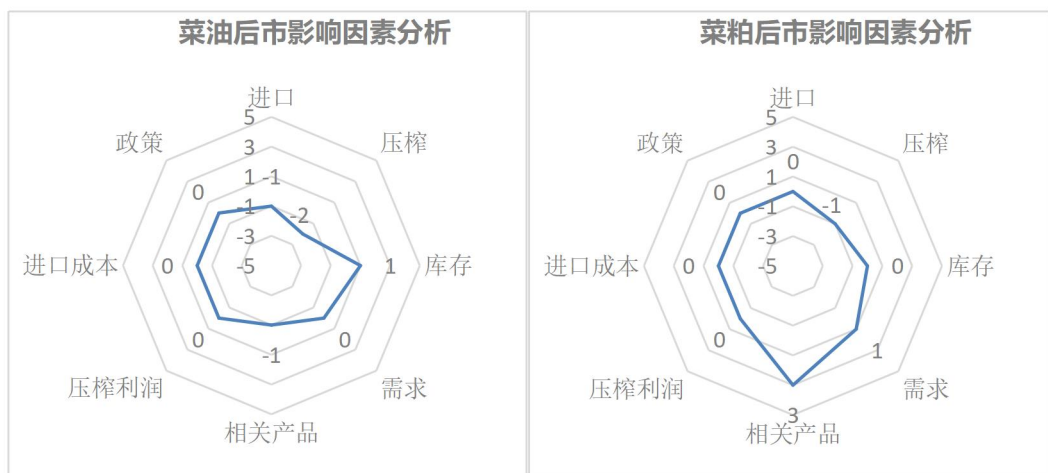 菜油后市影响因素分析
进口
5
政策
压榨
3
0
1
-1
-1
-2
-3
进口成本
0
-5
1
库存
0
-1
0
压榨利润
需求
相关产品
菜粕后市影响因素分析
进口
5
政策
压榨
3
0
0
1
-1
-1
-3
进口成本
0
-5
0
库存
0
1
压榨利润
需求
3
相关产品